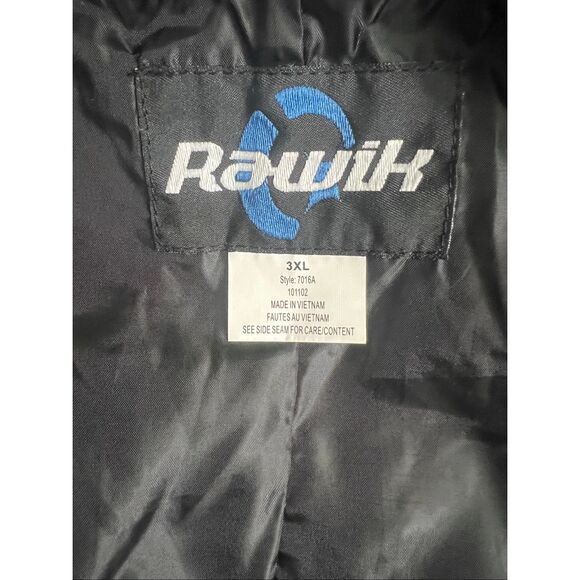 Rawik
3XL
Style: 7016A
101102
MADE IN VIETNAM
FAUTES AU VIETNAM
SEE SIDE SEAM FOR CARE/CONTENT